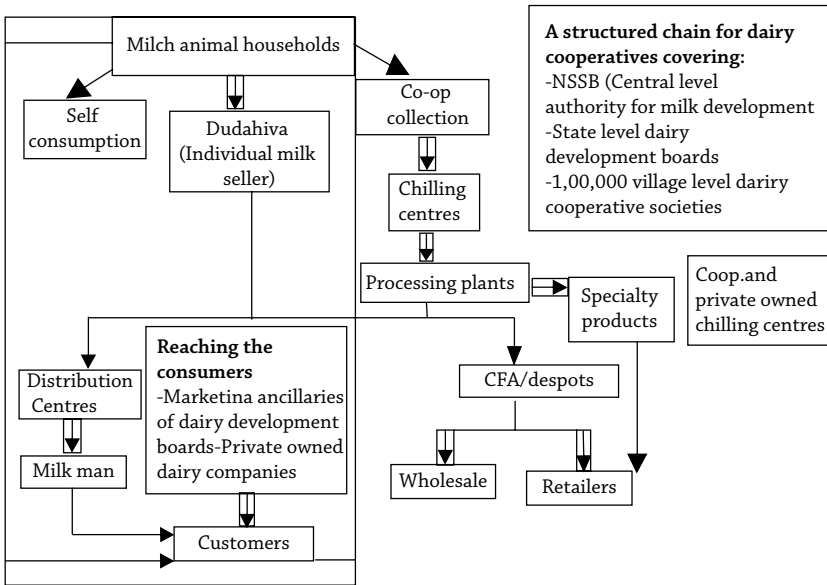 Milch animal households
A structured chain for dairy
cooperatives covering:
-NSSB (Central level
authority for milk development
-State level dairy
development boards
-1,00,000 village level dariry
cooperative societies
Self
consumption
Dudahiva
(Individual milk
seller)
Co-op
collection
Chilling
centres
Processing plants
Specialty
products
Coop.and
private owned
chilling centres
Distribution
Centres
Milk man
Reaching the
consumers
-Marketina ancillaries
of dairy development
boards-Private owned
dairy companies
CFA/despots
Wholesale
Retailers
Customers